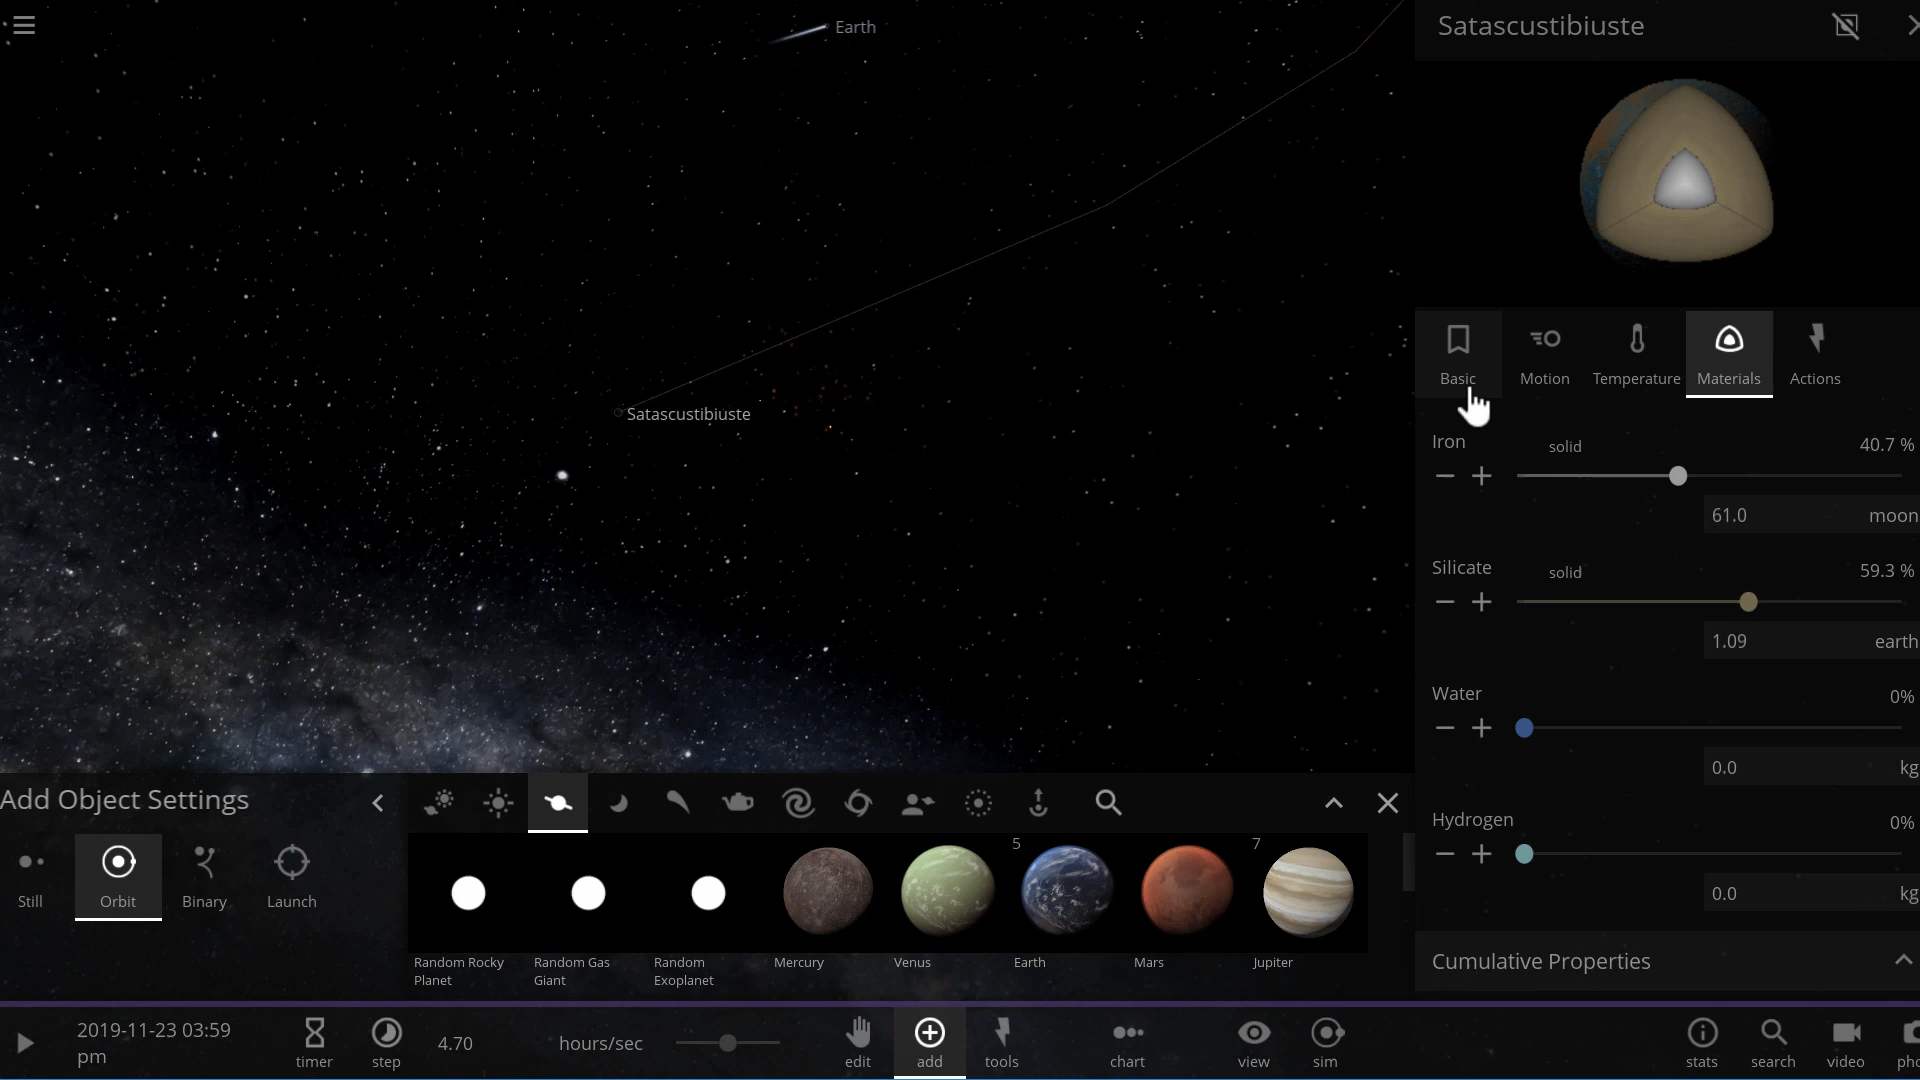 Earth
Satascustibiuste
Satascustibiuste
Basic
Motion
Temperature
Materials
Actions
Iron
solid
40.7 %
61.0
moon
Silicate
solid
59.3 %
1.09
earth
Water
0%
0.0
kg
Hydrogen
0%
0.0
kg
Cumulative Properties
Add Object Settings
Still
Orbit
Binary
Launch
5
7
Random Rocky
Planet
Random Gas
Giant
Random
Exoplanet
Mercury
Venus
Earth
Mars
Jupiter
2019-11-23 03:59
pm
timer
step
4.70
hours/sec
edit
add
tools
chart
view
sim
stats
search
video
pho